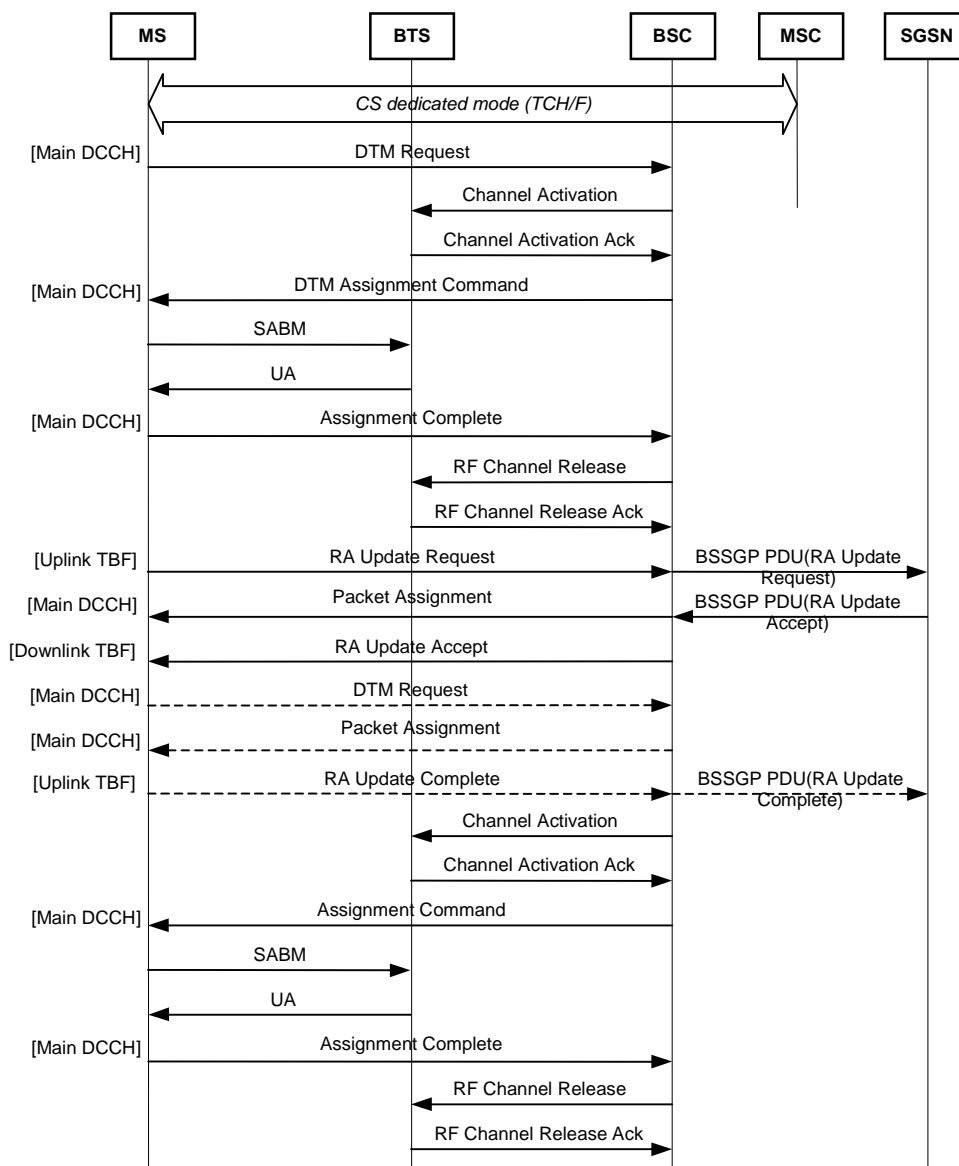 MS
BTS
BSC
MSC
SGSN
CS dedicated mode (TCH/F)
[Main DCCH]
DTM Request
Channel Activation
Channel Activation Ack
[Main DCCH]
DTM Assignment Command
SABM
UA
[Main DCCH]
Assignment Complete
RF Channel Release
RF Channel Release Ack
[Uplink TBF]
RA Update Request
BSSGP PDU(RA Update
Request)
[Main DCCH]
Packet Assignment
BSSGP PDU(RA Update
Accept)
[Downlink TBF]
RA Update Accept
[Main DCCH]
DTM Request
[Main DCCH]
Packet Assignment
[Uplink TBF]
RA Update Complete
BSSGP PDU(RA Update
Complete)
Channel Activation
Channel Activation Ack
[Main DCCH]
Assignment Command
SABM
UA
[Main DCCH]
Assignment Complete
RF Channel Release
RF Channel Release Ack